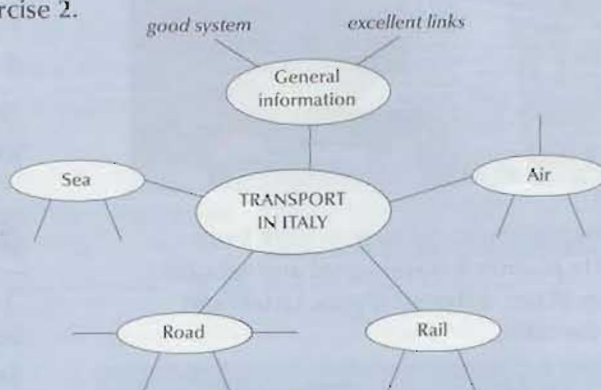 rcise 2.
good system
excellent links
General
information
Sea
Air
TRANSPORT
IN ITALY
Road
Rail